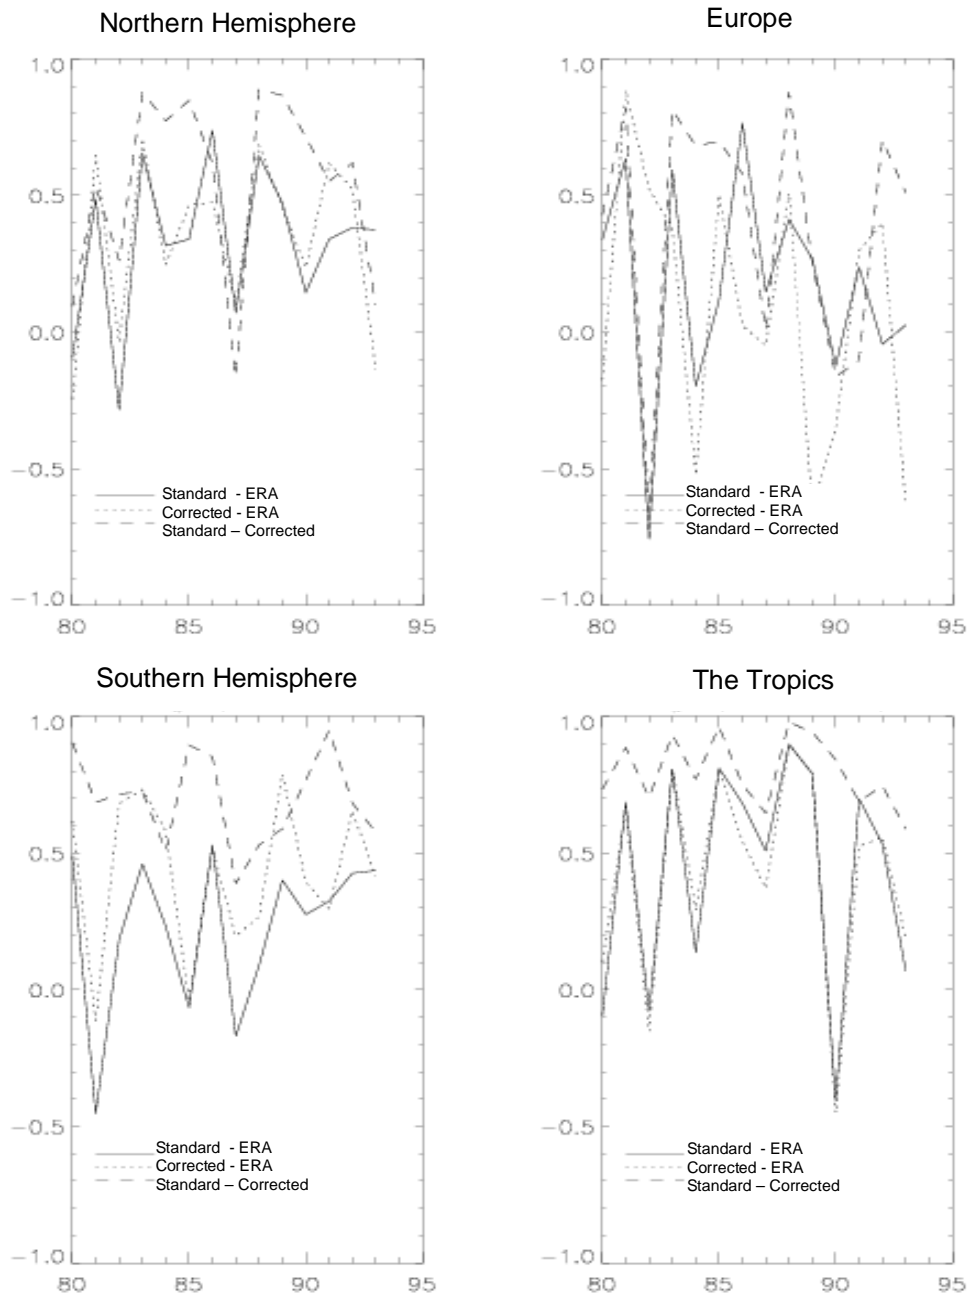 Northern Hemisphere
1.0
0.5
0.0
−0.5
−1.0
80 85 90 95
Standard - ERA
Corrected - ERA
Standard – Corrected
Europe
1.0
0.5
0.0
−0.5
−1.0
80 85 90 95
Standard - ERA
Corrected - ERA
Standard – Corrected
Southern Hemisphere
1.0
0.5
0.0
−0.5
−1.0
80 85 90 95
Standard - ERA
Corrected - ERA
Standard – Corrected
The Tropics
1.0
0.5
0.0
−0.5
−1.0
80 85 90 95
Standard - ERA
Corrected - ERA
Standard – Corrected